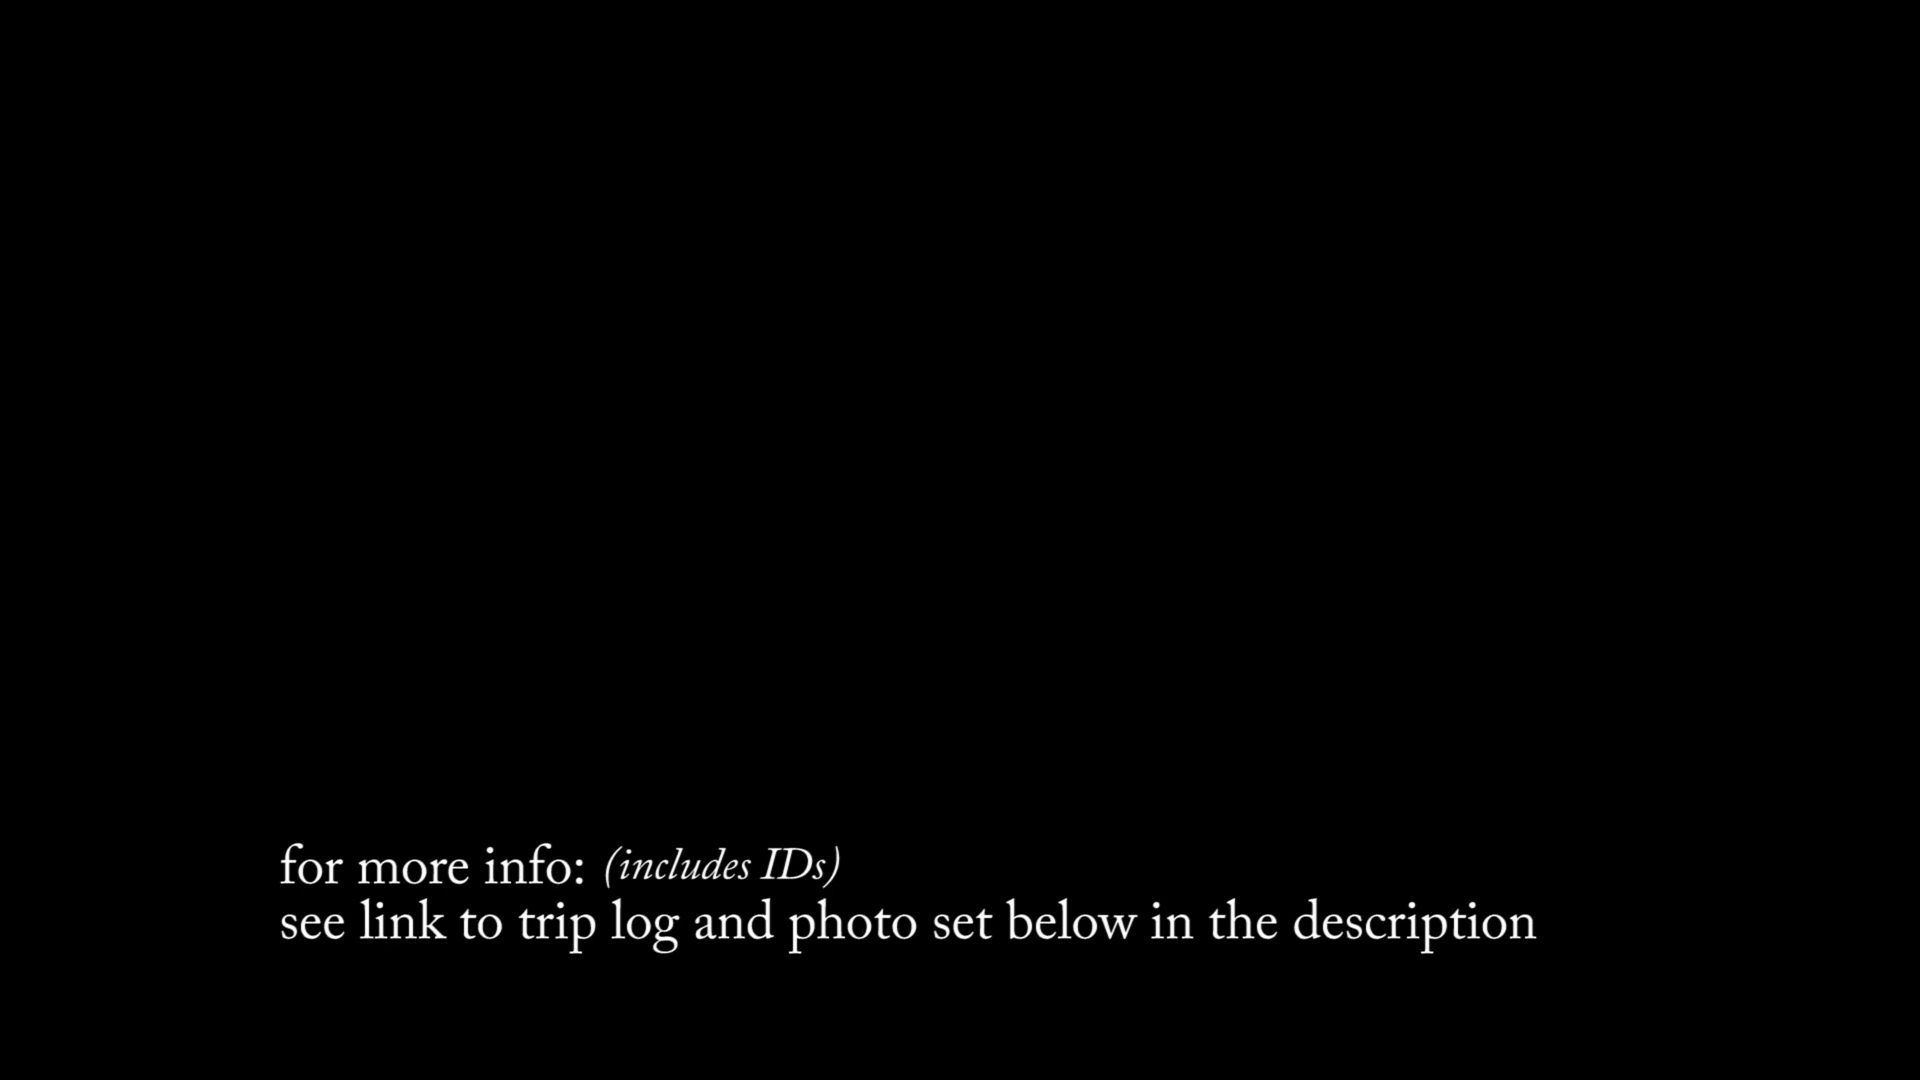 for more info: (includes IDs)
see link to trip log and photo set below in the description